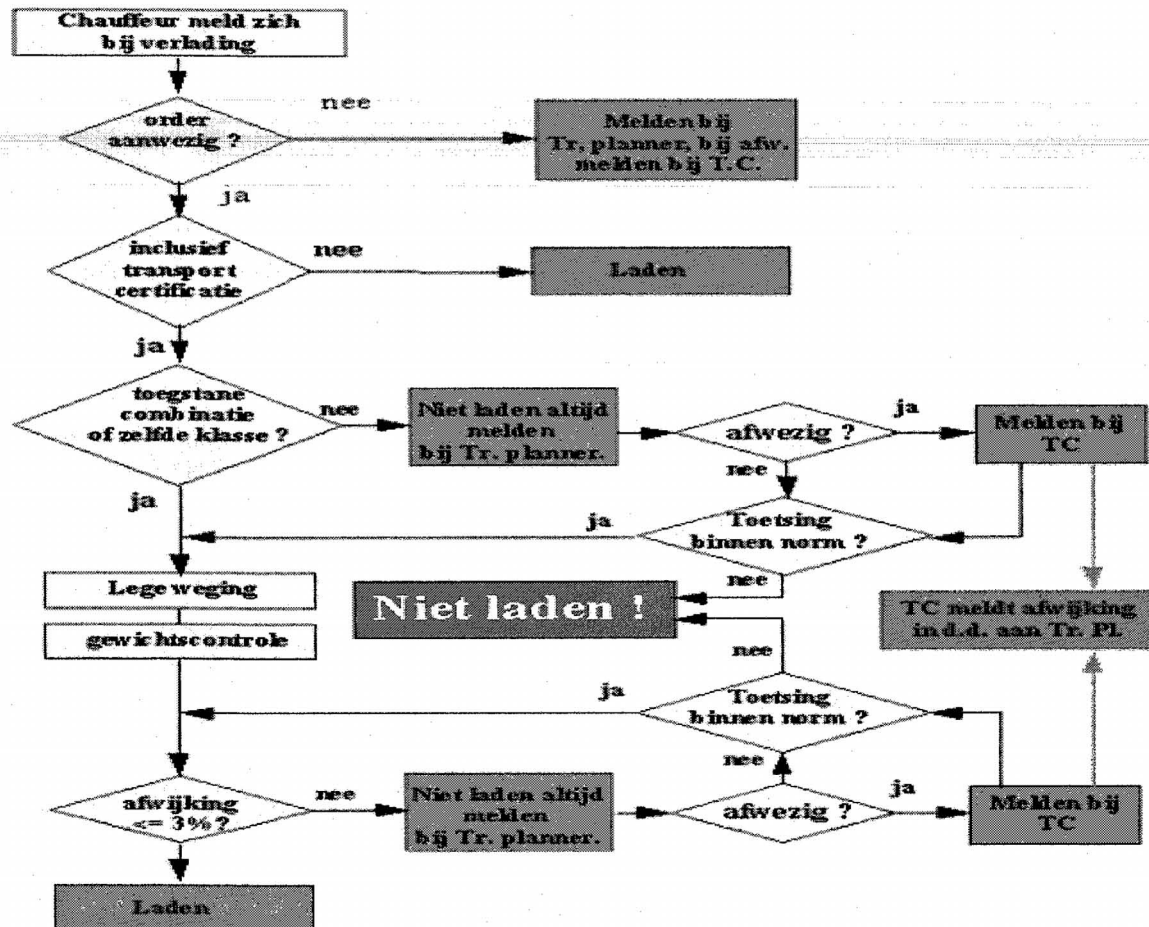 Chauffeur meld zich
bij verlading
nee
order
aanwezig ?
Melden bij
Tr. planner, bij afw.
melden bij T.C.
ja
inclusief
transport
certificatie
nee
Laden
ja
toegstane
combinatie
of zelfde klasse ?
nee
Niet laden altijd
melden
bij Tr. planner.
afwezig ?
ja
Melden bij
TC
nee
ja
ja
Toetsing
binnen norm ?
nee
Lege weging
Niet laden !
TC meldt afwijking
in d.d. aan Tr. Pl.
gewichtscontrole
nee
ja
Toetsing
binnen norm ?
nee
afwijking
<= 3% ?
nee
Niet laden altijd
melden
bij Tr. planner.
afwezig ?
ja
Melden bij
TC
Laden